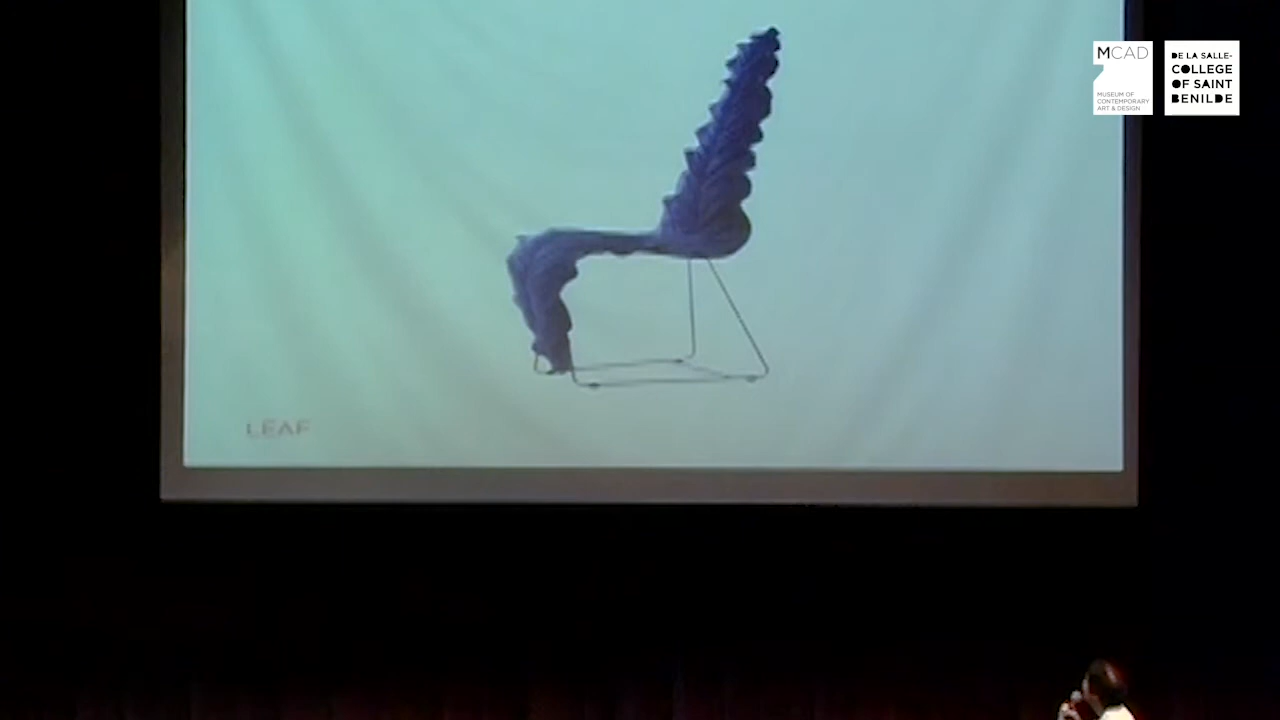 MCAD
MUSEUM OF
CONTEMPORARY
ART & DESIGN
DE LA SALLE-
COLLEGE
OF SAINT
BENILDE
LEAF